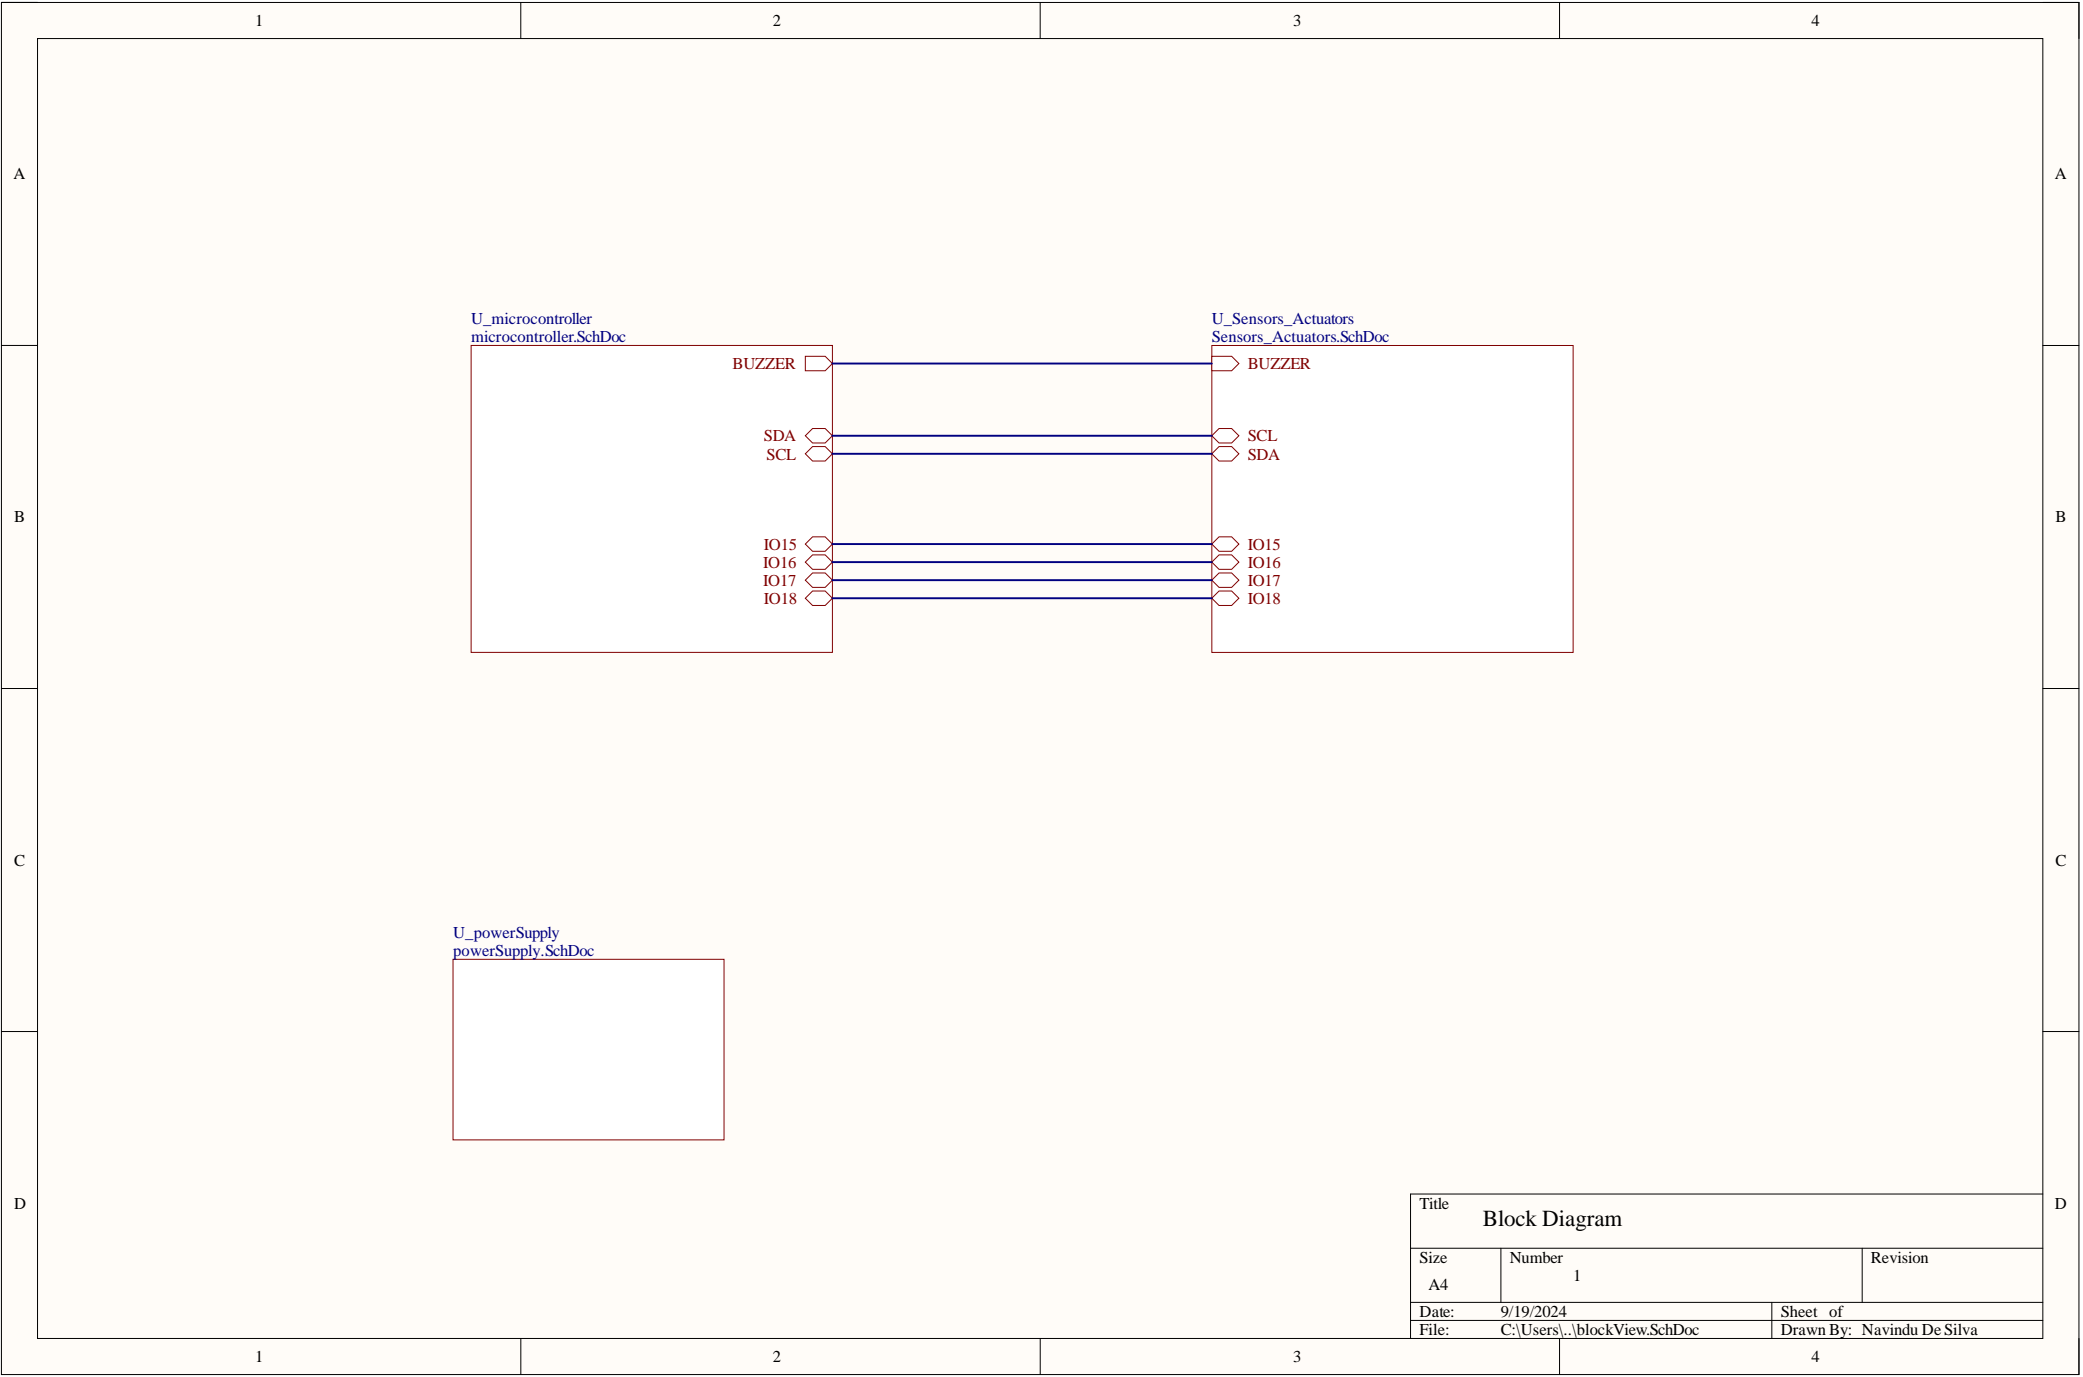 1 2 3 4
A A
U_microcontroller U_Sensors_Actuators
microcontroller.SchDoc Sensors_Actuators.SchDoc
BUZZER BUZZER
SDA SCL
SCL SDA
B B
IO15 IO15
IO16 IO16
IO17 IO17
IO18 IO18
C C
U_powerSupply
powerSupply.SchDoc
D D
Title
Block Diagram
Size Number Revision
A4 1
Date: 9/19/2024 Sheet of
File: C:\Users\..\blockView.SchDoc Drawn By: Navindu De Silva
1 2 3 4